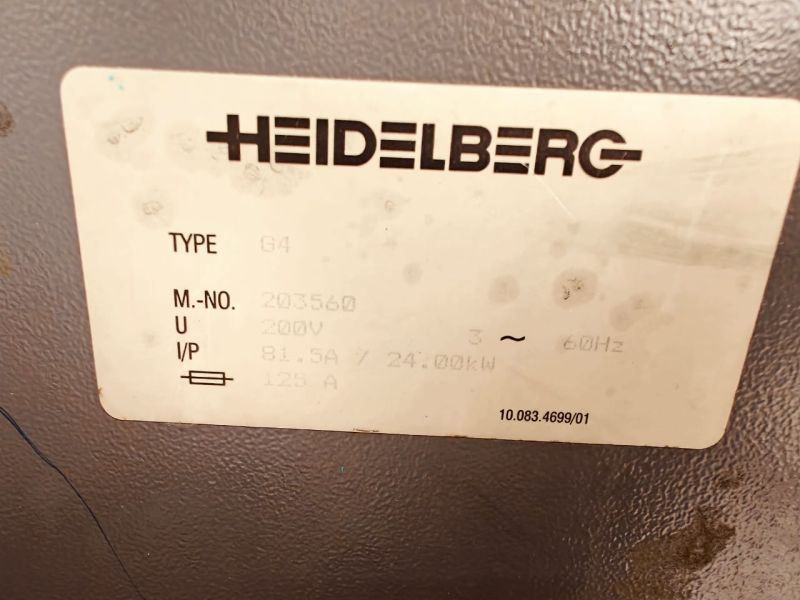 HEIDELBERG
TYPE G4
M.-NO. 203560
U 200V 3 ~ 60Hz
I/P 81.5A / 24.00kW
125 A
10.083.4699/01